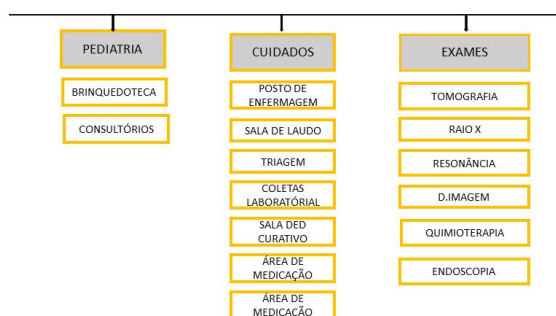 PEDIATRIA
BRINQUEDOTECA
CONSULTÓRIOS
CUIDADOS
POSTO DE
ENFERMAGEM
SALA DE LAUDO
TRIAGEM
COLETAS
LABORATÓRIAL
SALA DED
CURATIVO
ÁREA DE
MEDICAÇÃO
ÁREA DE
MEDICAÇÃO
EXAMES
TOMOGRAFIA
RAIO X
RESONÂNCIA
D.IMAGEM
QUIMIOTERAPIA
ENDOSCOPIA